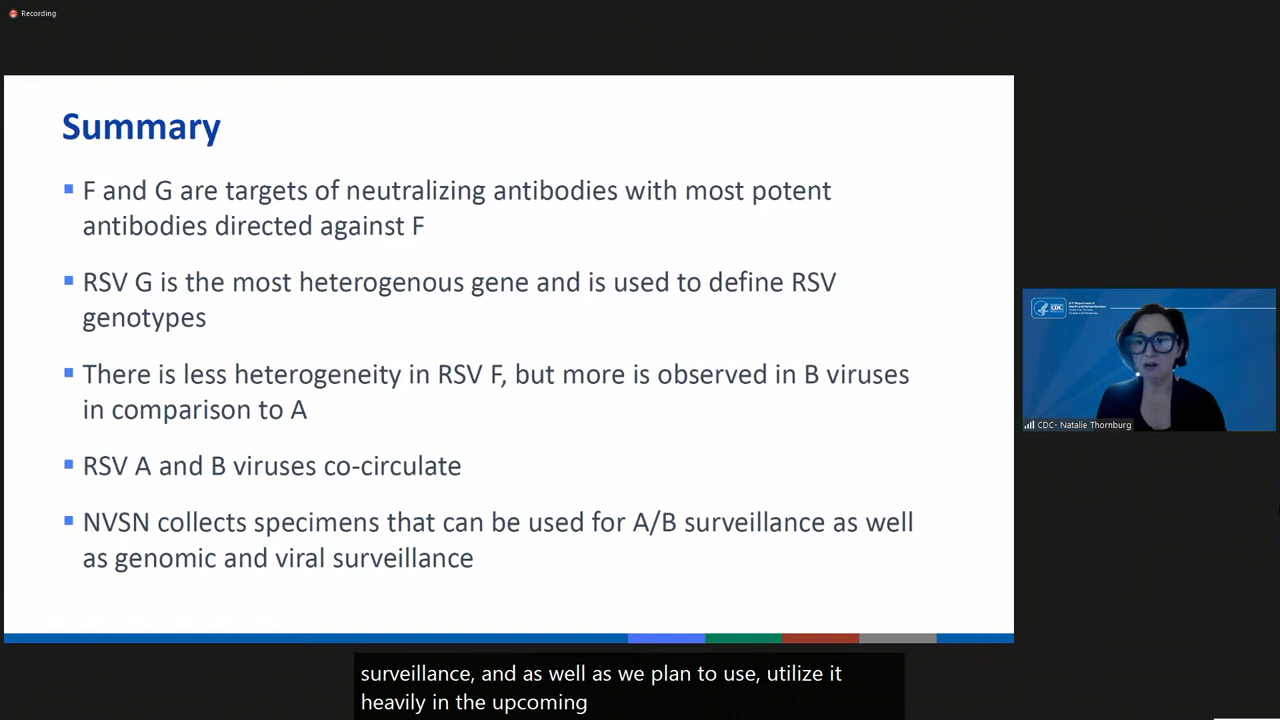 Recording
Summary
F and G are targets of neutralizing antibodies with most potent
antibodies directed against F
RSV G is the most heterogenous gene and is used to define RSV
genotypes
There is less heterogeneity in RSV F, but more is observed in B viruses
in comparison to A
RSV A and B viruses co-circulate
NVSN collects specimens that can be used for A/B surveillance as well
as genomic and viral surveillance
CDC
CDC- Natalie Thornburg
surveillance, and as well as we plan to use, utilize it
heavily in the upcoming